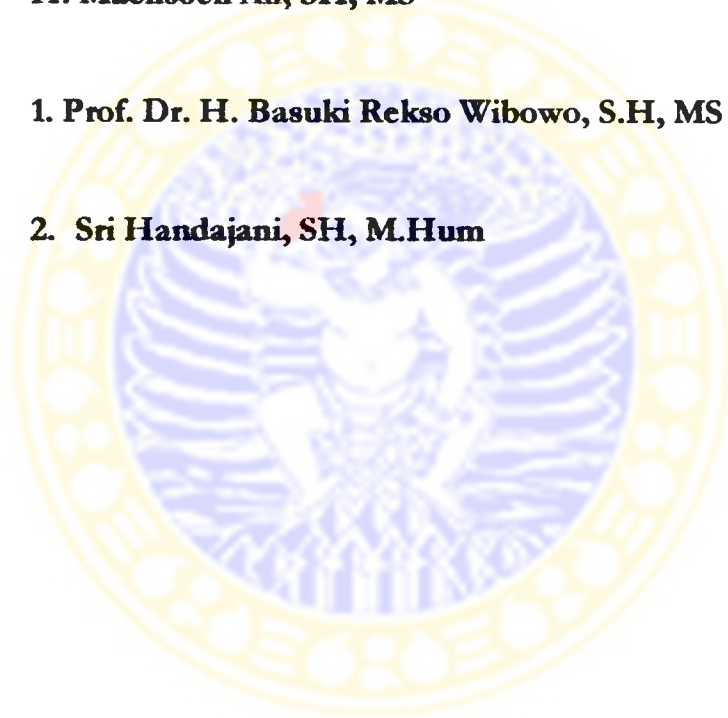 1. Prof. Dr. H. Basuki Rekso Wibowo, S.H, MS
2. Sri Handajani, SH, M.Hum